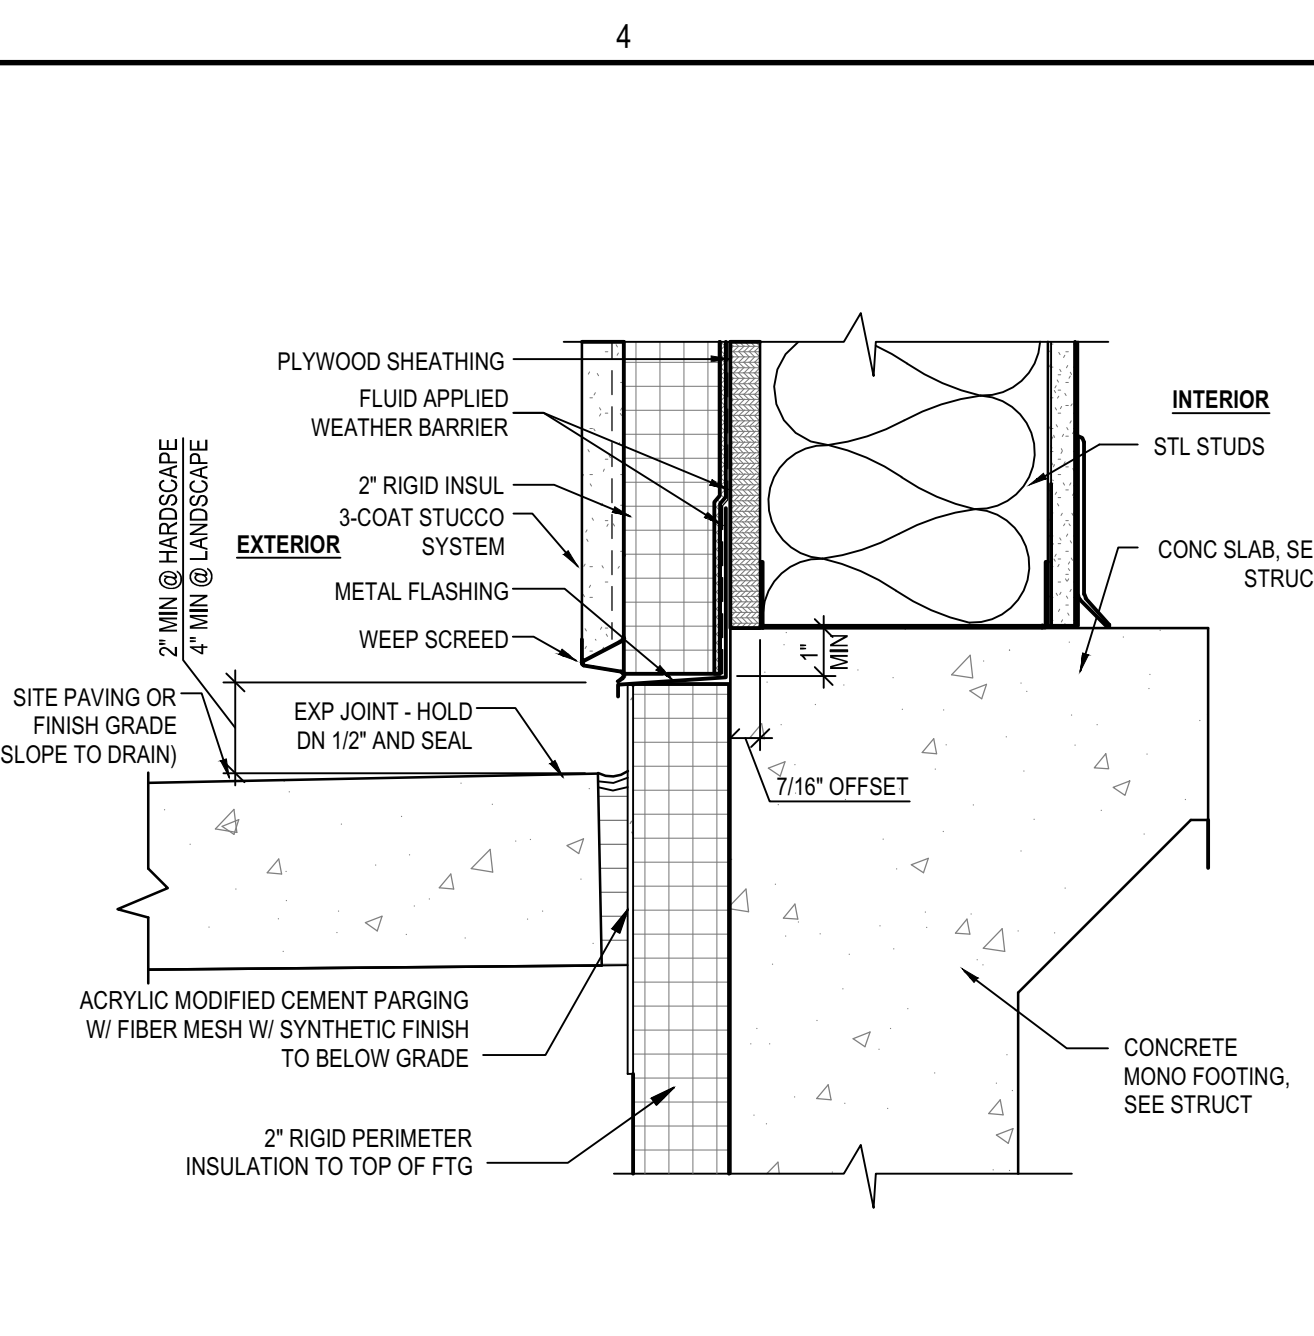 4
PLYWOOD SHEATHING
FLUID APPLIED
WEATHER BARRIER
2" RIGID INSUL
3-COAT STUCCO
SYSTEM
METAL FLASHING
WEEP SCREED
EXTERIOR
2" MIN @ HARDSCAPE
4" MIN @ LANDSCAPE
SITE PAVING OR
FINISH GRADE
SLOPE TO DRAIN)
EXP JOINT - HOLD
DN 1/2" AND SEAL
ACRYLIC MODIFIED CEMENT PARGING
W/ FIBER MESH W/ SYNTHETIC FINISH
TO BELOW GRADE
2" RIGID PERIMETER
INSULATION TO TOP OF FTG
1"
MIN
7/16" OFFSET
INTERIOR
STL STUDS
CONC SLAB, SE
STRUC
CONCRETE
MONO FOOTING,
SEE STRUCT